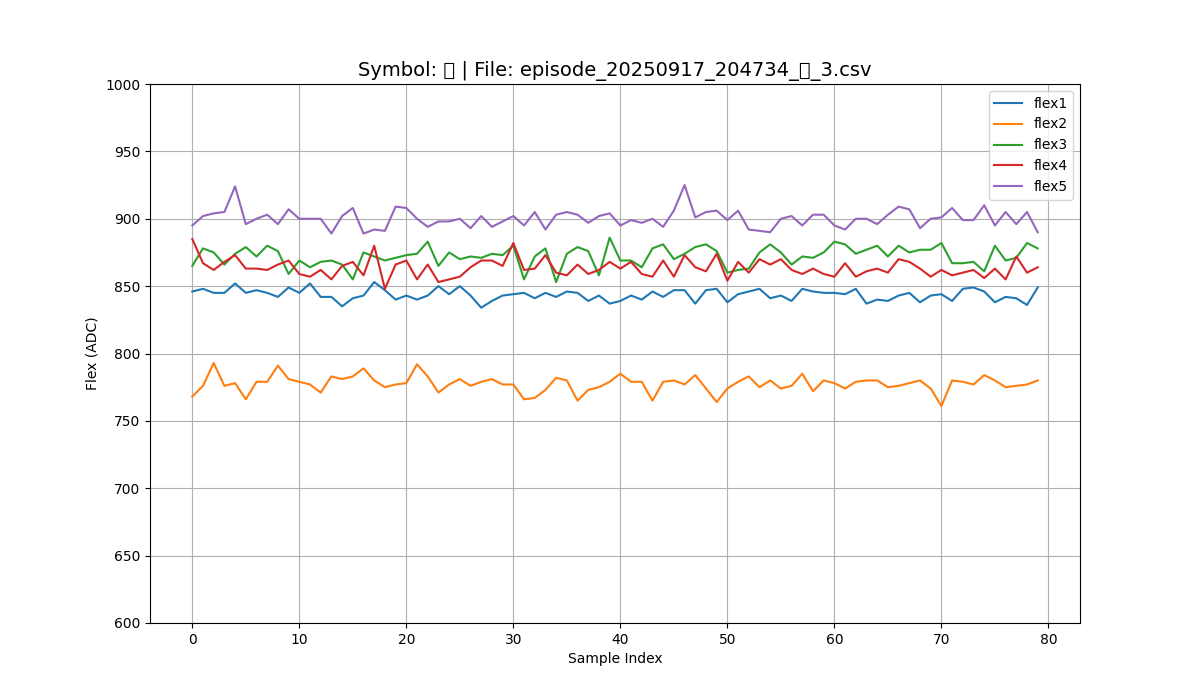 Symbol: | File: episode_20250917_204734_ _3.csv
1000
950
900
850
800
750
700
650
600
Flex (ADC)
0 10 20 30 40 50 60 70 80
Sample Index
flex1
flex2
flex3
flex4
flex5